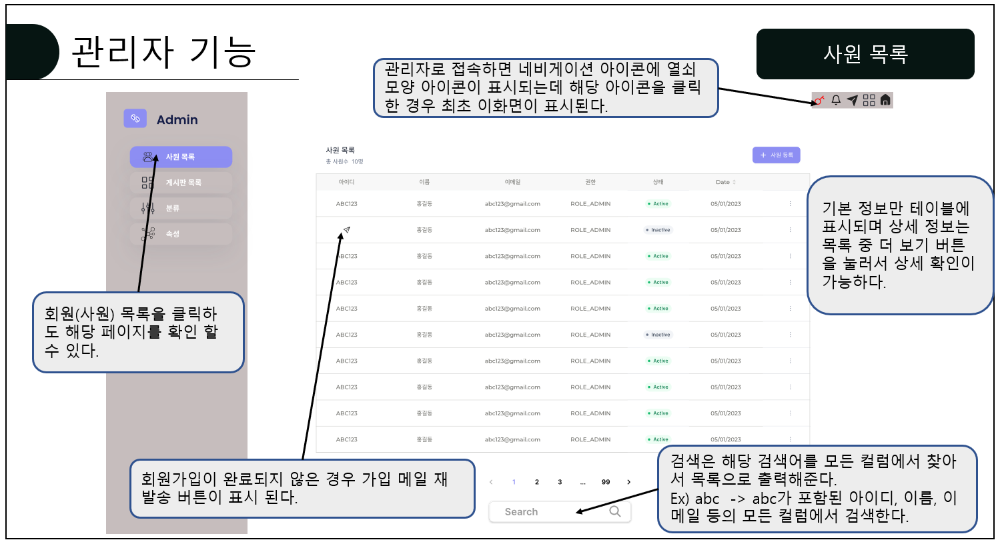 관리자 기능
사원 목록
관리자로 접속하면 네비게이션 아이콘에 열쇠
모양 아이콘이 표시되는데 해당 아이콘을 클릭
한 경우 최초 이화면이 표시된다.
Admin
사원 목록
게시판 목록
분류
속성
회원(사원) 목록을 클릭하
도 해당 페이지를 확인 할
수 있다.
사원 목록
총 사원수 10명
+ 사원 등록
아이디 이름 이메일 권한 상태 Date
ABC123 홍길동 abc123@gmail.com ROLE_ADMIN Active 05/01/2023
홍길동 abc123@gmail.com ROLE_ADMIN Inactive 05/01/2023
ABC123 홍길동 abc123@gmail.com ROLE_ADMIN Active 05/01/2023
ABC123 홍길동 abc123@gmail.com ROLE_ADMIN Active 05/01/2023
ABC123 홍길동 abc123@gmail.com ROLE_ADMIN Active 05/01/2023
ABC123 홍길동 abc123@gmail.com ROLE_ADMIN Inactive 05/01/2023
ABC123 홍길동 abc123@gmail.com ROLE_ADMIN Active 05/01/2023
ABC123 홍길동 abc123@gmail.com ROLE_ADMIN Active 05/01/2023
ABC123 홍길동 abc123@gmail.com ROLE_ADMIN Active 05/01/2023
ABC123 홍길동 abc123@gmail.com ROLE_ADMIN Active 05/01/2023
기본 정보만 테이블에
표시되며 상세 정보는
목록 중 더 보기 버튼
을 눌러서 상세 확인이
가능하다.
회원가입이 완료되지 않은 경우 가입 메일 재
발송 버튼이 표시 된다.
< 1 2 3 ... 99 >
Search
검색은 해당 검색어를 모든 컬럼에서 찾아
서 목록으로 출력해준다.
Ex) abc -> abc가 포함된 아이디, 이름, 이
메일 등의 모든 컬럼에서 검색한다.